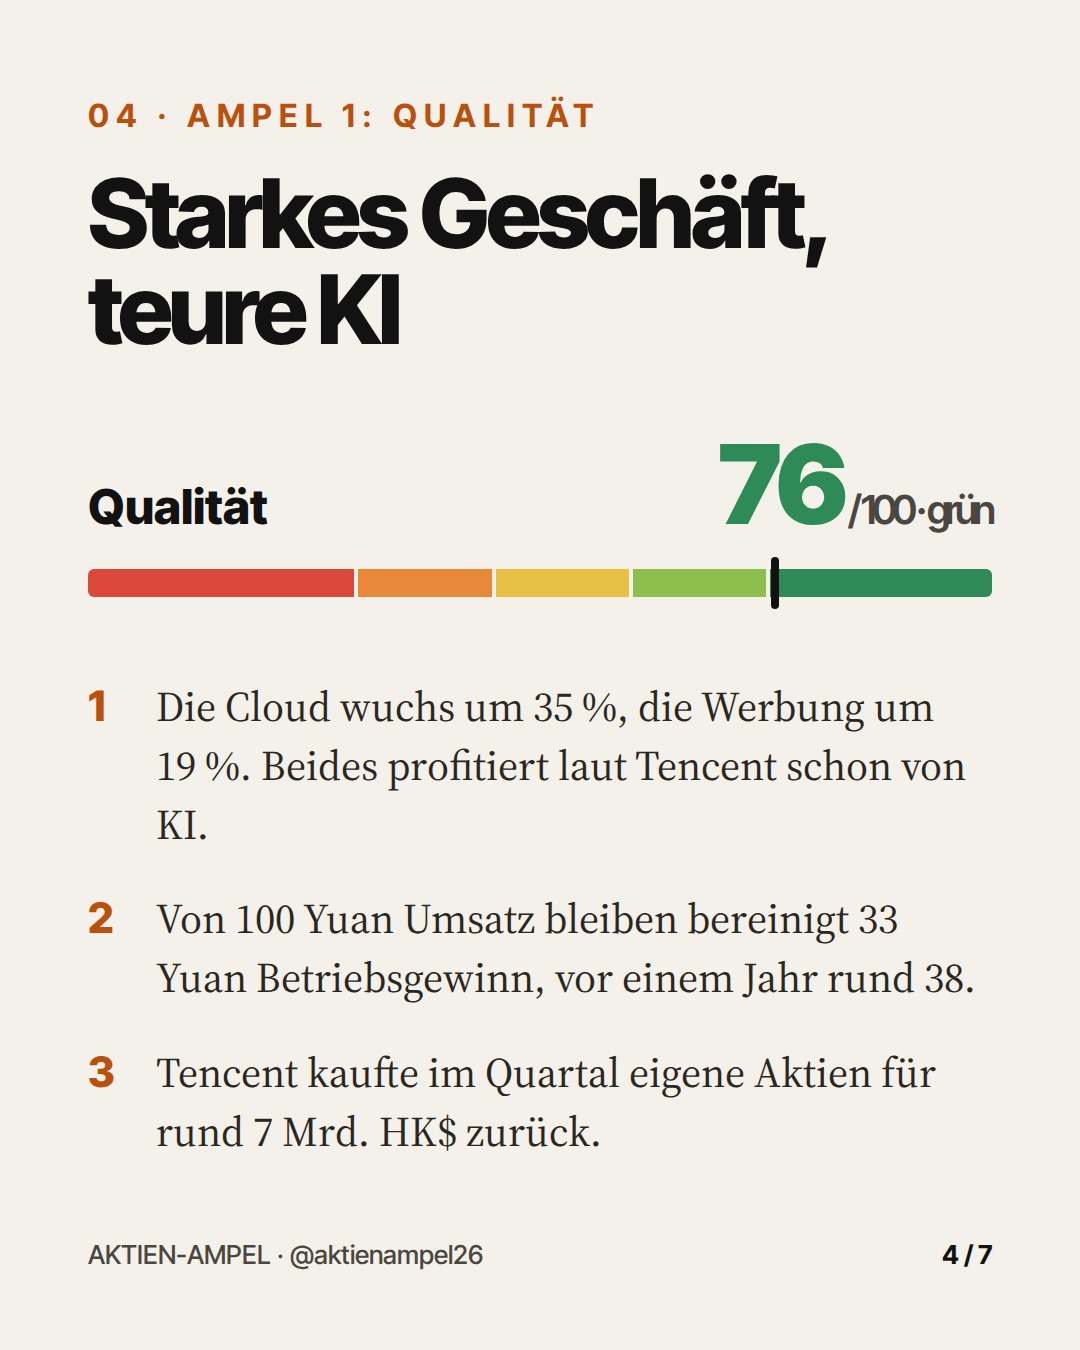 04 · AMPEL 1: QUALITÄT
Starkes Geschäft,
teure KI
Qualität
76/100·grün
1 Die Cloud wuchs um 35 %, die Werbung um
19 %. Beides profitiert laut Tencent schon von
KI.
2 Von 100 Yuan Umsatz bleiben bereinigt 33
Yuan Betriebsgewinn, vor einem Jahr rund 38.
3 Tencent kaufte im Quartal eigene Aktien für
rund 7 Mrd. HK$ zurück.
AKTIEN-AMPEL · @aktienampel26
4 / 7